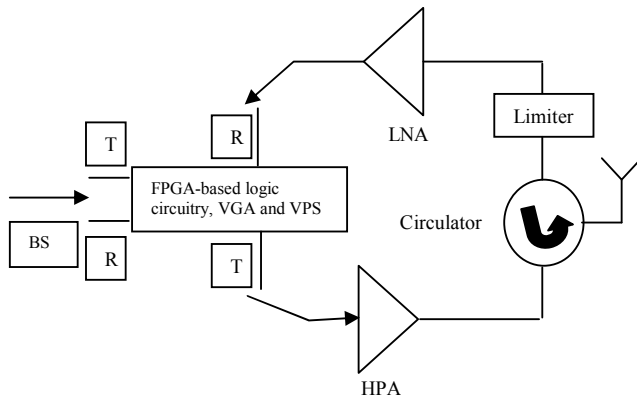 LNA
Limiter
T
R
FPGA-based logic
circuitry, VGA and VPS
Circulator
BS
R
T
HPA